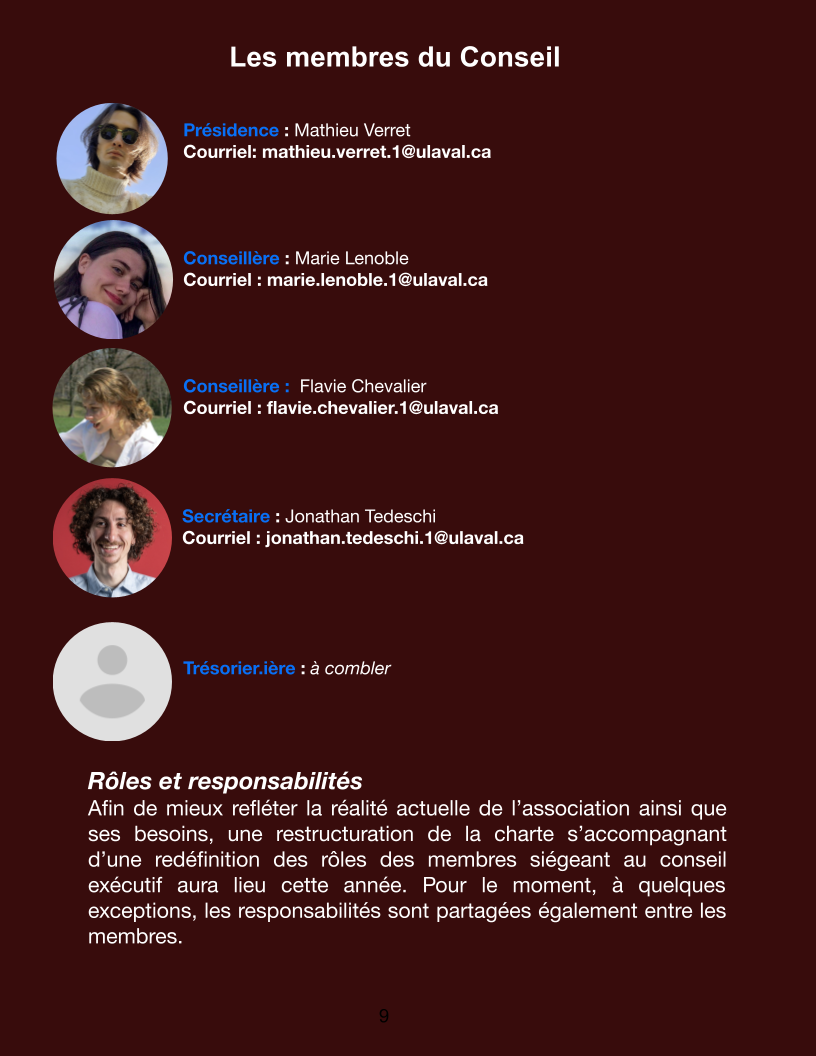 Les membres du Conseil
Présidence : Mathieu Verret
Courriel: mathieu.verret.1@ulaval.ca
Conseillère : Marie Lenoble
Courriel : marie.lenoble.1@ulaval.ca
Conseillère :  Flavie Chevalier
Courriel : flavie.chevalier.1@ulaval.ca
Secrétaire : Jonathan Tedeschi
Courriel : jonathan.tedeschi.1@ulaval.ca
Trésorier.ière : à combler
Rôles et responsabilités
Afin de mieux refléter la réalité actuelle de l’association ainsi que
ses besoins, une restructuration de la charte s’accompagnant
d’une redéfinition des rôles des membres siégeant au conseil
exécutif aura lieu cette année. Pour le moment, à quelques
exceptions, les responsabilités sont partagées également entre les
membres.
9